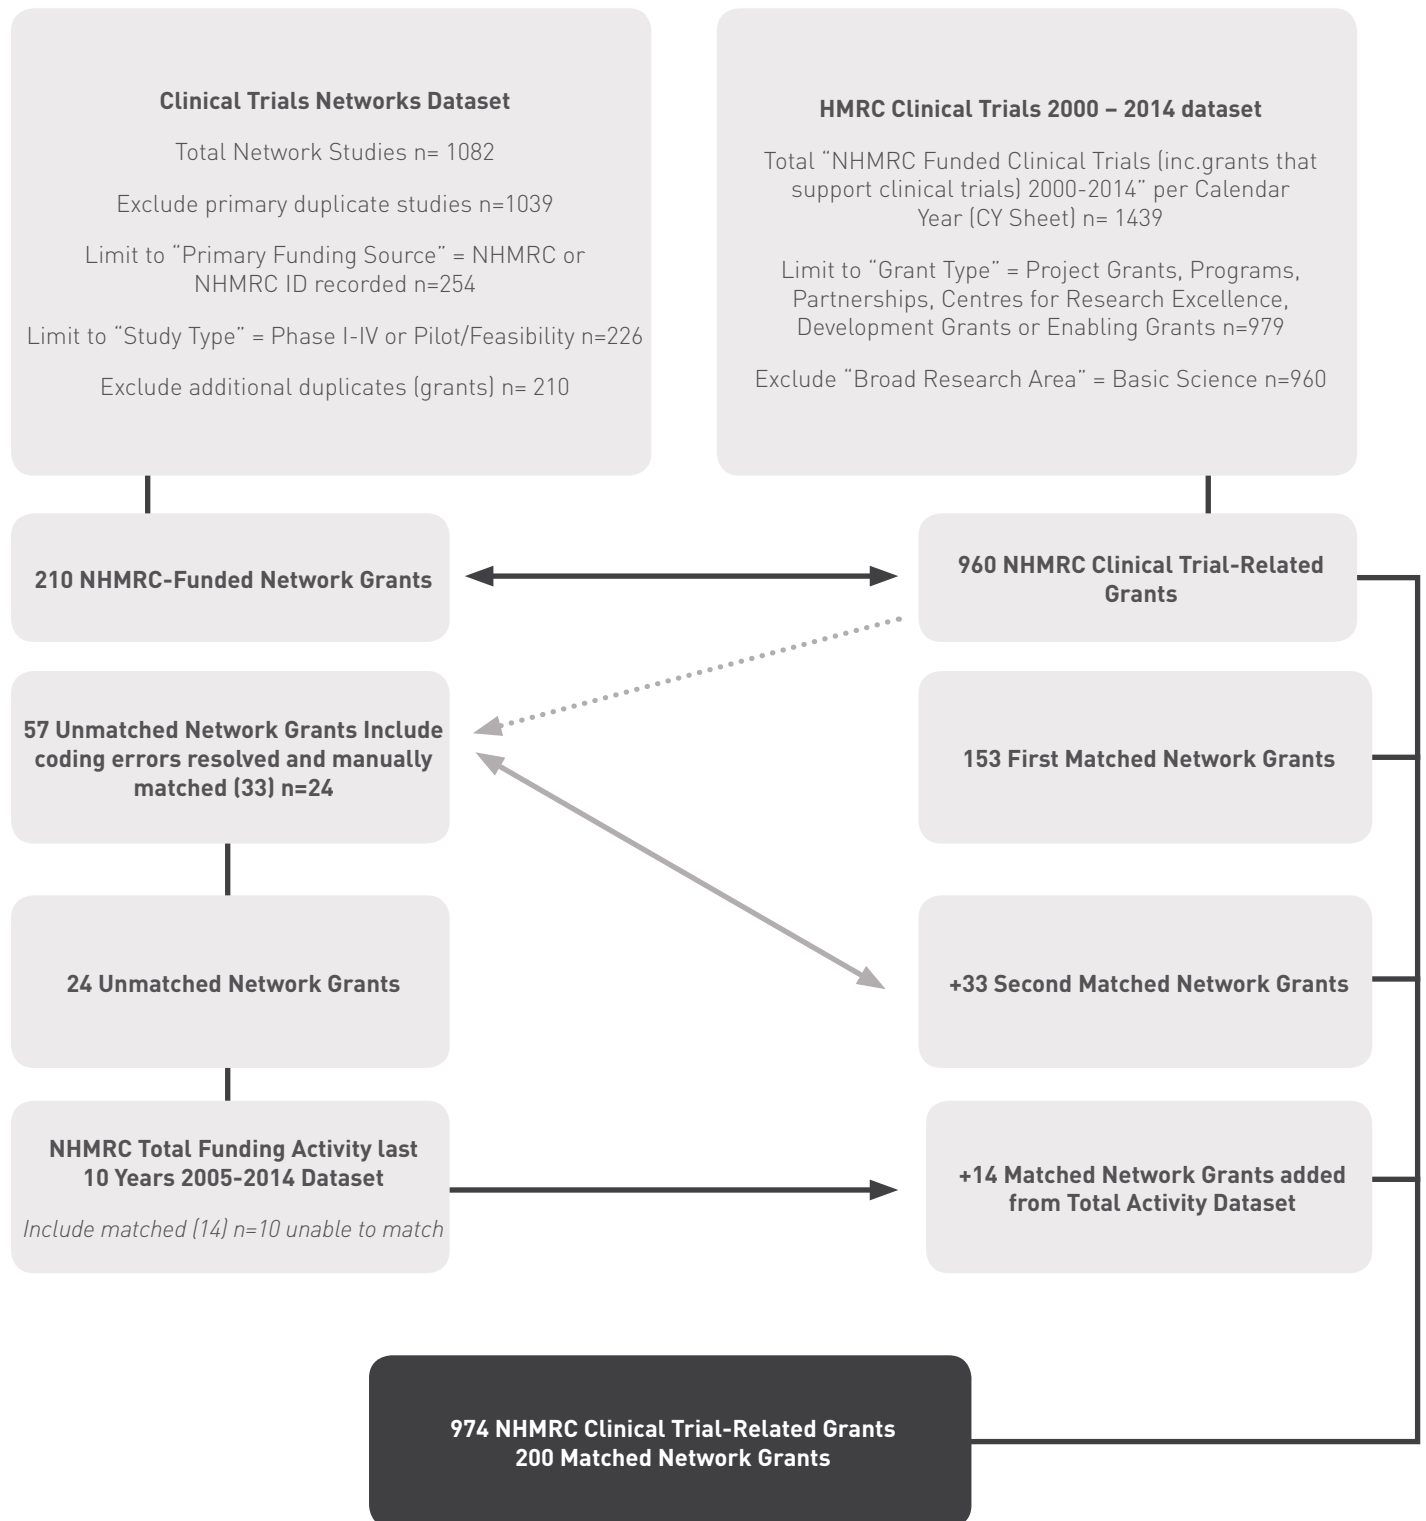 Clinical Trials Networks Dataset
Total Network Studies n= 1082
Exclude primary duplicate studies n=1039
Limit to “Primary Funding Source” = NHMRC or
NHMRC ID recorded n=254
Limit to “Study Type” = Phase I-IV or Pilot/Feasibility n=226
Exclude additional duplicates (grants) n= 210
HMRC Clinical Trials 2000 – 2014 dataset
Total “NHMRC Funded Clinical Trials (inc.grants that
support clinical trials) 2000-2014” per Calendar
Year (CY Sheet) n= 1439
Limit to “Grant Type” = Project Grants, Programs,
Partnerships, Centres for Research Excellence,
Development Grants or Enabling Grants n=979
Exclude “Broad Research Area” = Basic Science n=960
210 NHMRC-Funded Network Grants
960 NHMRC Clinical Trial-Related
Grants
57 Unmatched Network Grants Include
coding errors resolved and manually
matched (33) n=24
153 First Matched Network Grants
24 Unmatched Network Grants
+33 Second Matched Network Grants
NHMRC Total Funding Activity last
10 Years 2005-2014 Dataset
Include matched (14) n=10 unable to match
+14 Matched Network Grants added
from Total Activity Dataset
974 NHMRC Clinical Trial-Related Grants
200 Matched Network Grants